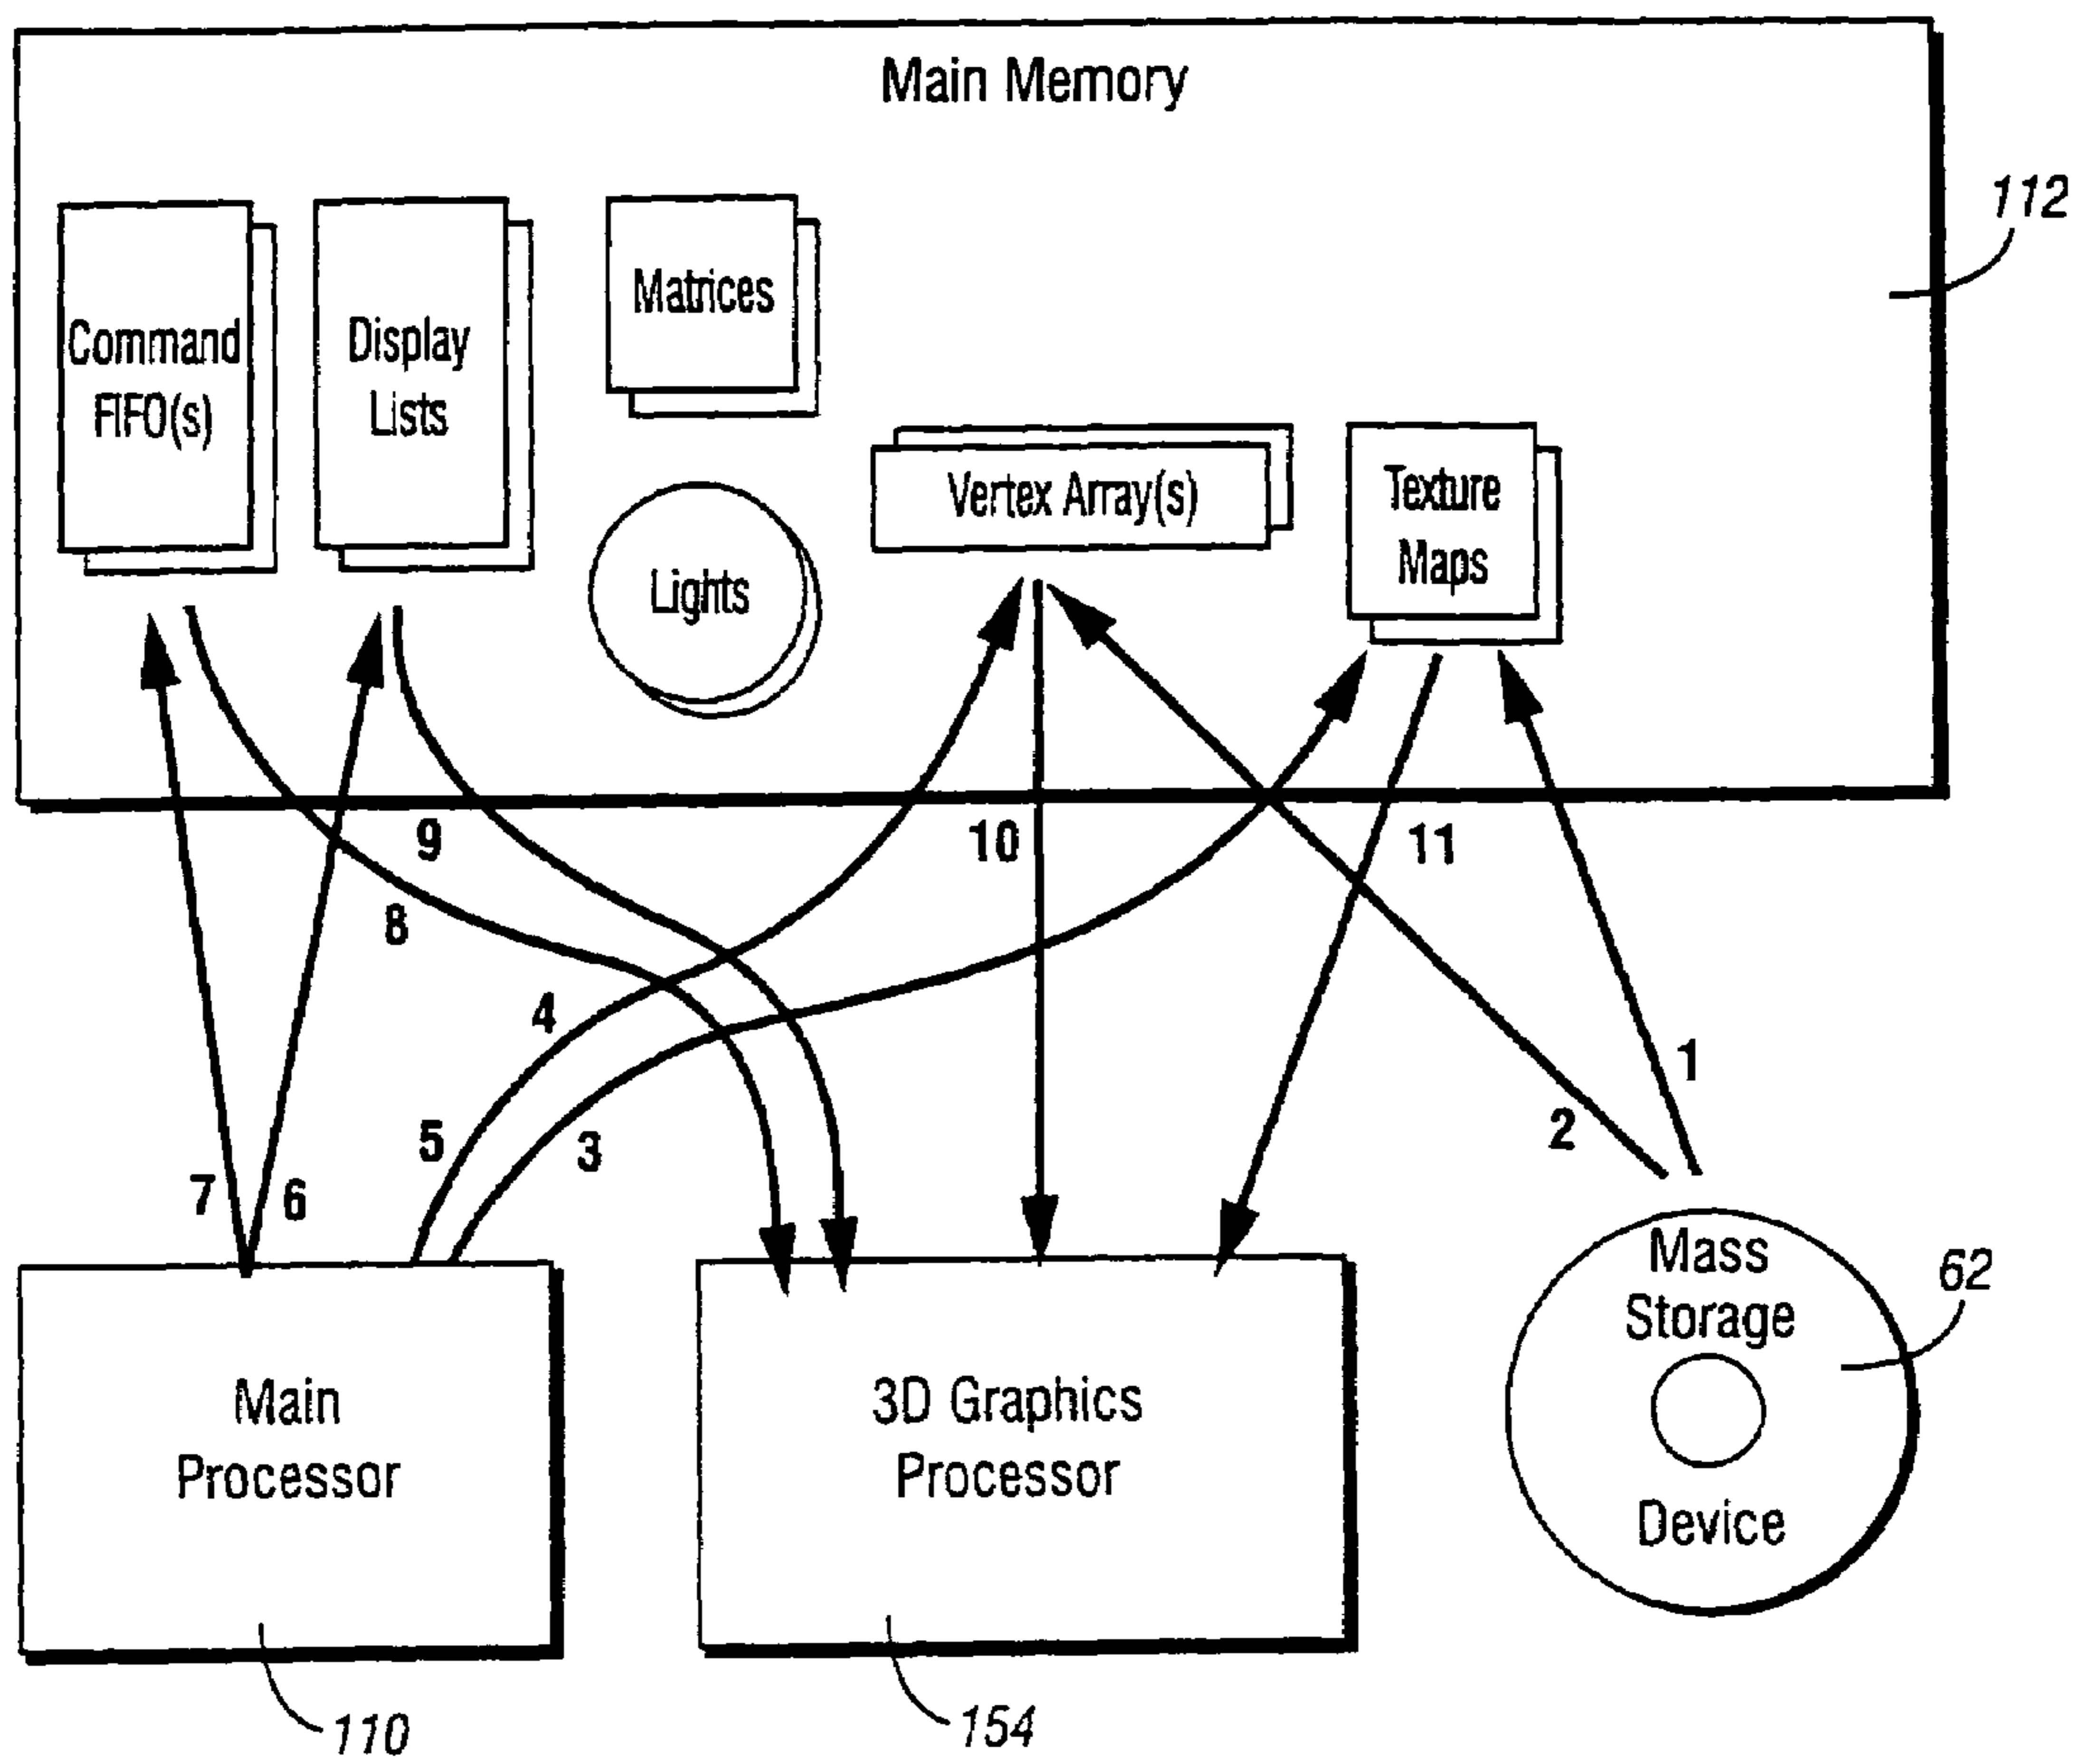 Main Memory
112
Command
FIFO(s)
Display
Lists
Matrices
Lights
Vertex Array(s)
Texture
Maps
9
10
11
8
4
1
5
3
2
7
6
Main
Processor
3D Graphics
Processor
Mass
Storage
Device
62
110
154